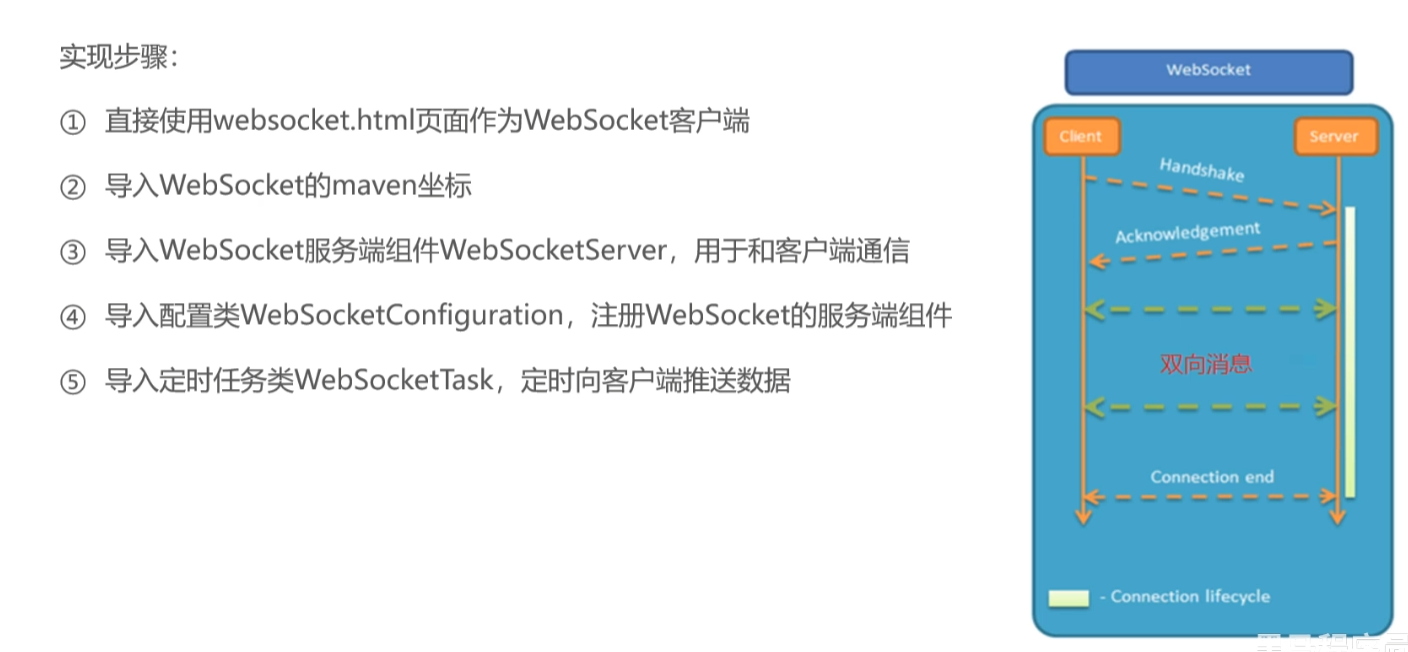 实现步骤：
① 直接使用websocket.html页面作为WebSocket客户端
② 导入WebSocket的maven坐标
③ 导入WebSocket服务端组件WebSocketServer，用于和客户端通信
④ 导入配置类WebSocketConfiguration，注册WebSocket的服务端组件
⑤ 导入定时任务类WebSocketTask，定时向客户端推送数据
WebSocket
Client
Server
Handshake
Acknowledgement
双向消息
Connection end
- Connection lifecycle